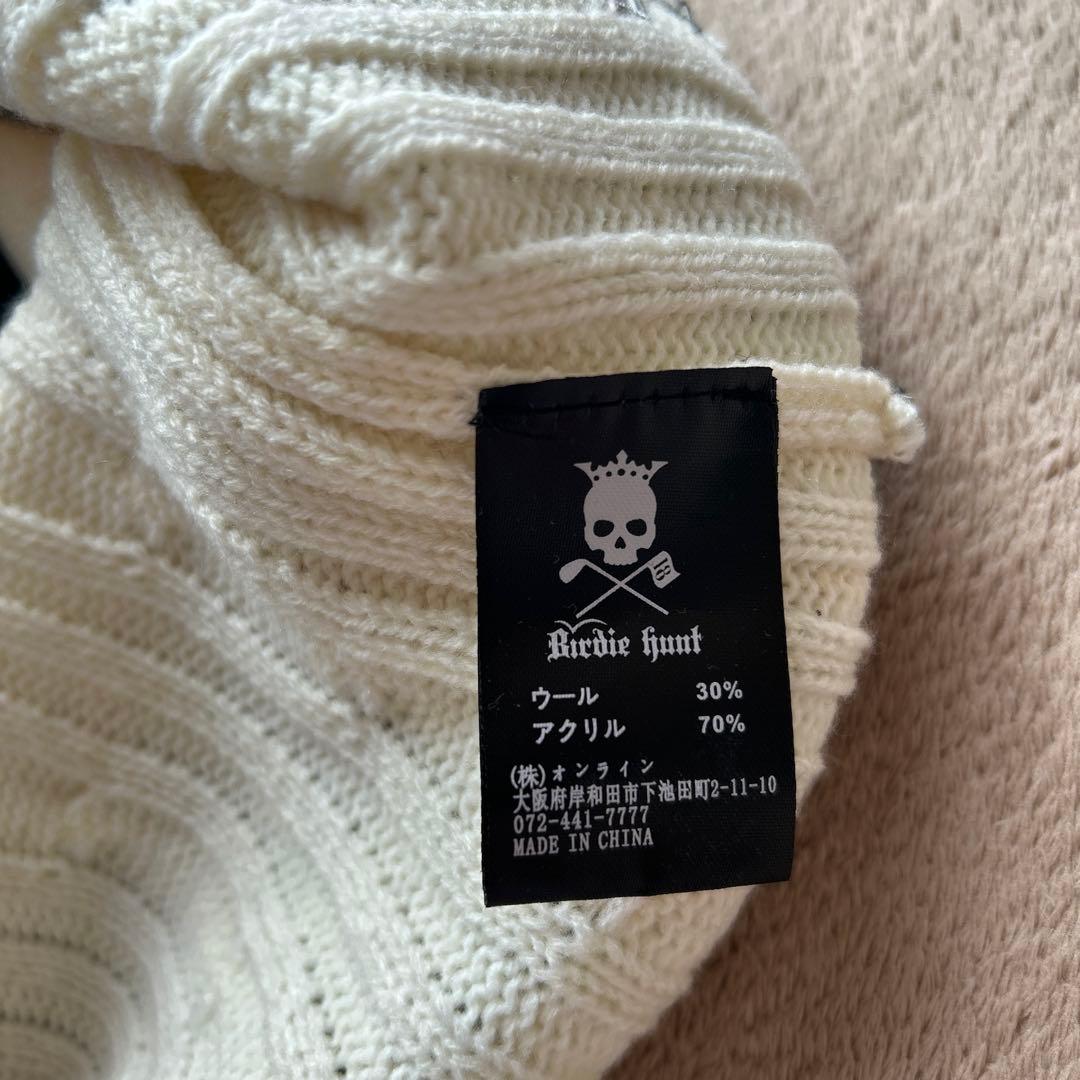 18
Birdie Hunt
ウール 30%
アクリル 70%
(株)オンライン
大阪府岸和田市下池田町2-11-10
072-441-7777
MADE IN CHINA